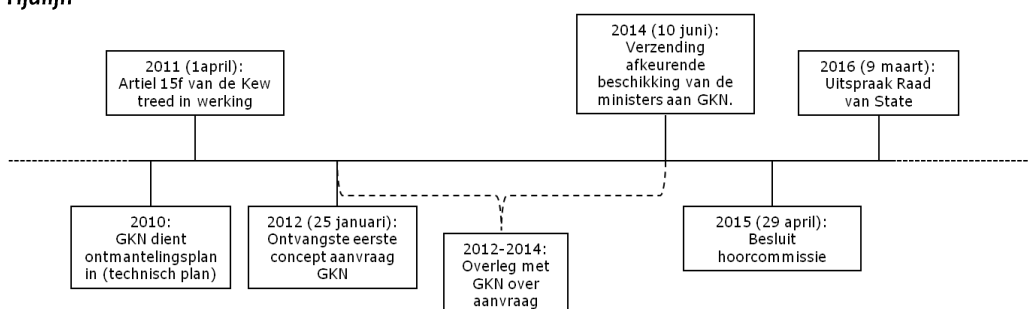 Tijdlijn
2011 (1april):
Artiel 15f van de Kew
treed in werking
2014 (10 juni):
Verzending
afkeurende
beschikking van de
ministers aan GKN.
2016 (9 maart):
Uitspraak Raad
van State
2010:
GKN dient
ontmantelingsplan
in (technisch plan)
2012 (25 januari):
Ontvangste eerste
concept aanvraag
GKN
2012-2014:
Overleg met
GKN over
aanvraag
2015 (29 april):
Besluit
hoorcommissie